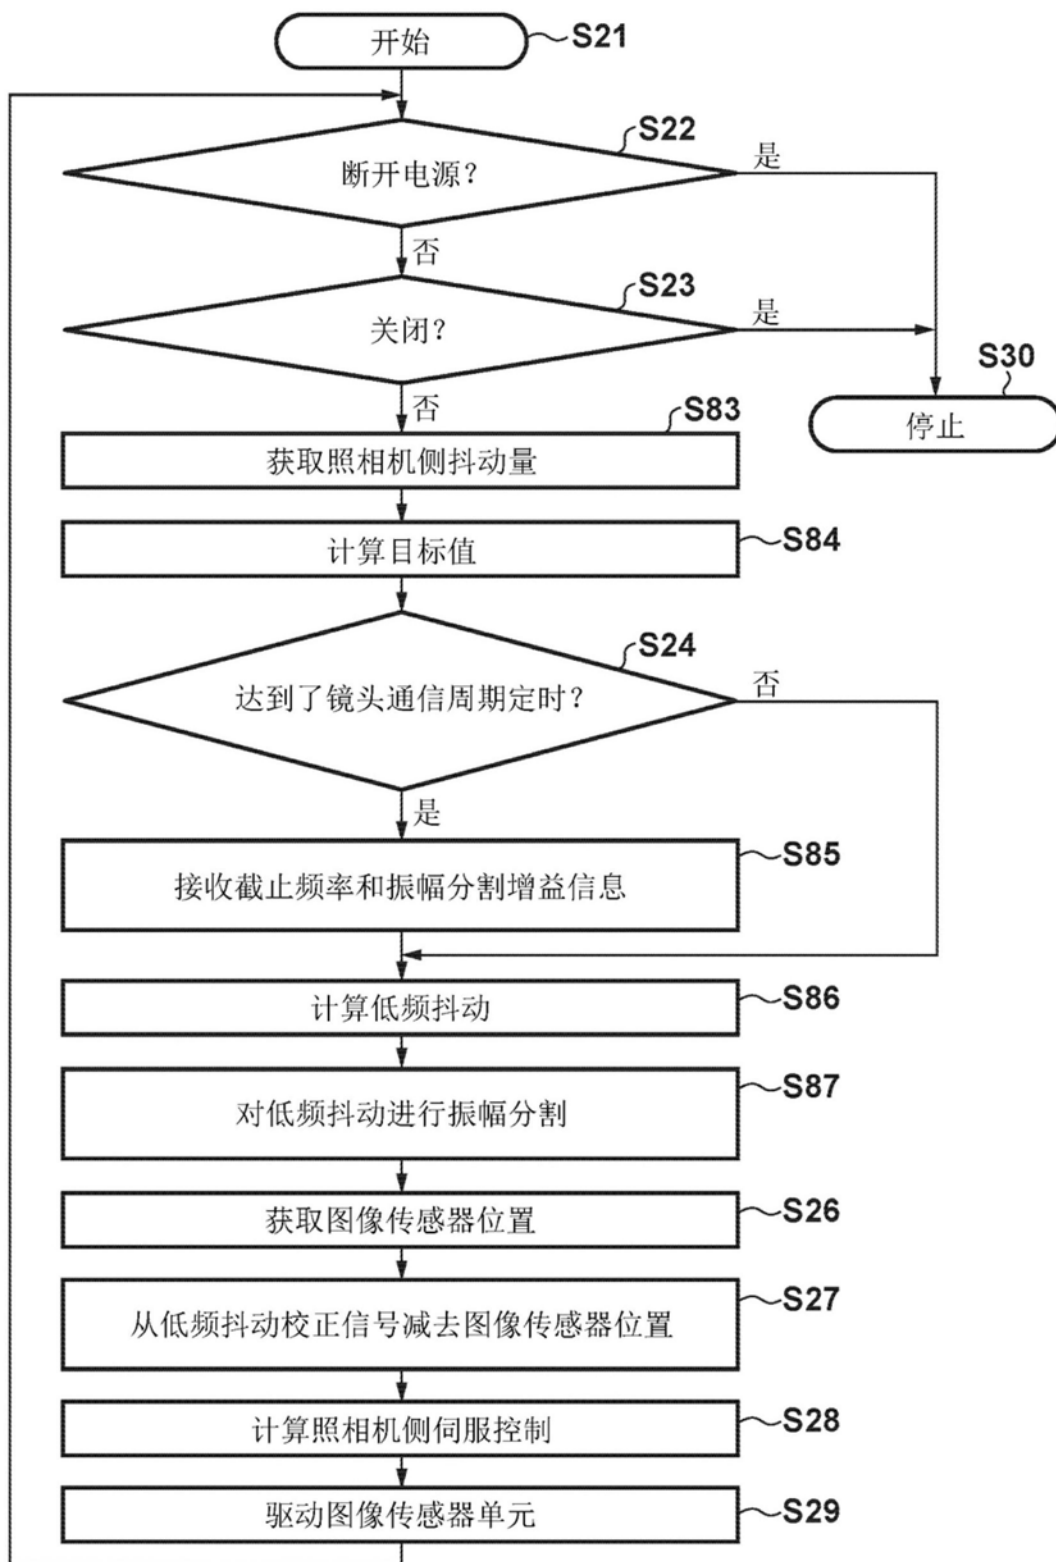 开始
S21
S22
断开电源？
是
否
S23
关闭？
是
否
S30
停止
S83
获取照相机侧抖动量
计算目标值
S84
S24
达到了镜头通信周期定时？
否
是
S85
接收截止频率和振幅分割增益信息
计算低频抖动
S86
S87
对低频抖动进行振幅分割
获取图像传感器位置
S26
S27
从低频抖动校正信号减去图像传感器位置
计算照相机侧伺服控制
S28
驱动图像传感器单元
S29